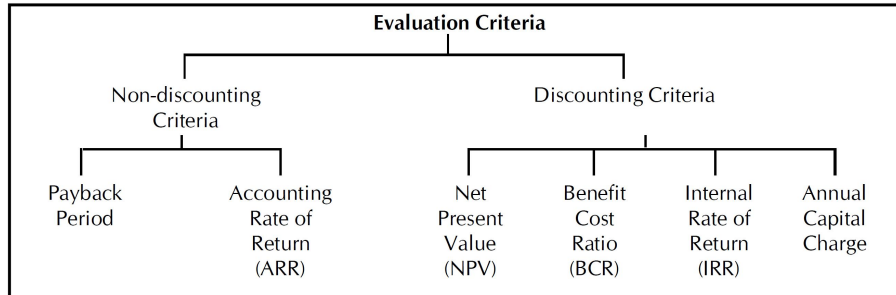 Evaluation Criteria
Non-discounting
Criteria
Discounting Criteria
Payback
Period
Accounting
Rate of
Return
(ARR)
Net
Present
Value
(NPV)
Benefit
Cost
Ratio
(BCR)
Internal
Rate of
Return
(IRR)
Annual
Capital
Charge